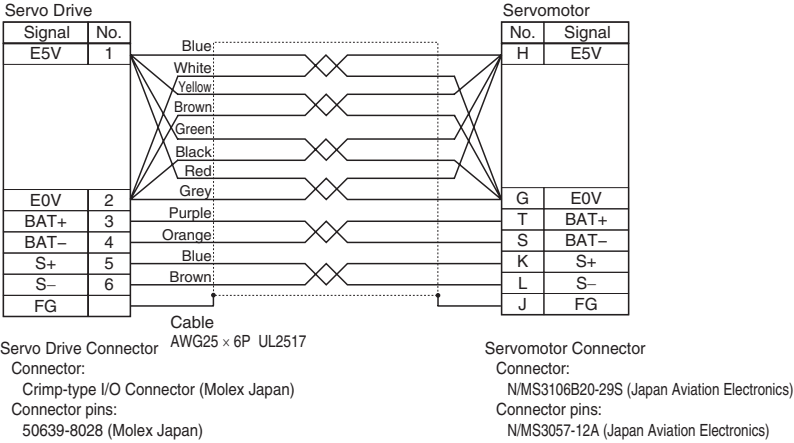 Servo Drive
Servomotor
Signal No.
No. Signal
E5V 1
Blue
H E5V
White
Yellow
Brown
Green
Black
Red
Grey
E0V 2
G E0V
Purple
BAT+ 3
T BAT+
Orange
BAT− 4
S BAT−
Blue
S+ 5
K S+
Brown
S− 6
L S−
FG
J FG
Cable
AWG25 × 6P UL2517
Servo Drive Connector
Connector:
Crimp-type I/O Connector (Molex Japan)
Connector pins:
50639-8028 (Molex Japan)
Servomotor Connector
Connector:
N/MS3106B20-29S (Japan Aviation Electronics)
Connector pins:
N/MS3057-12A (Japan Aviation Electronics)